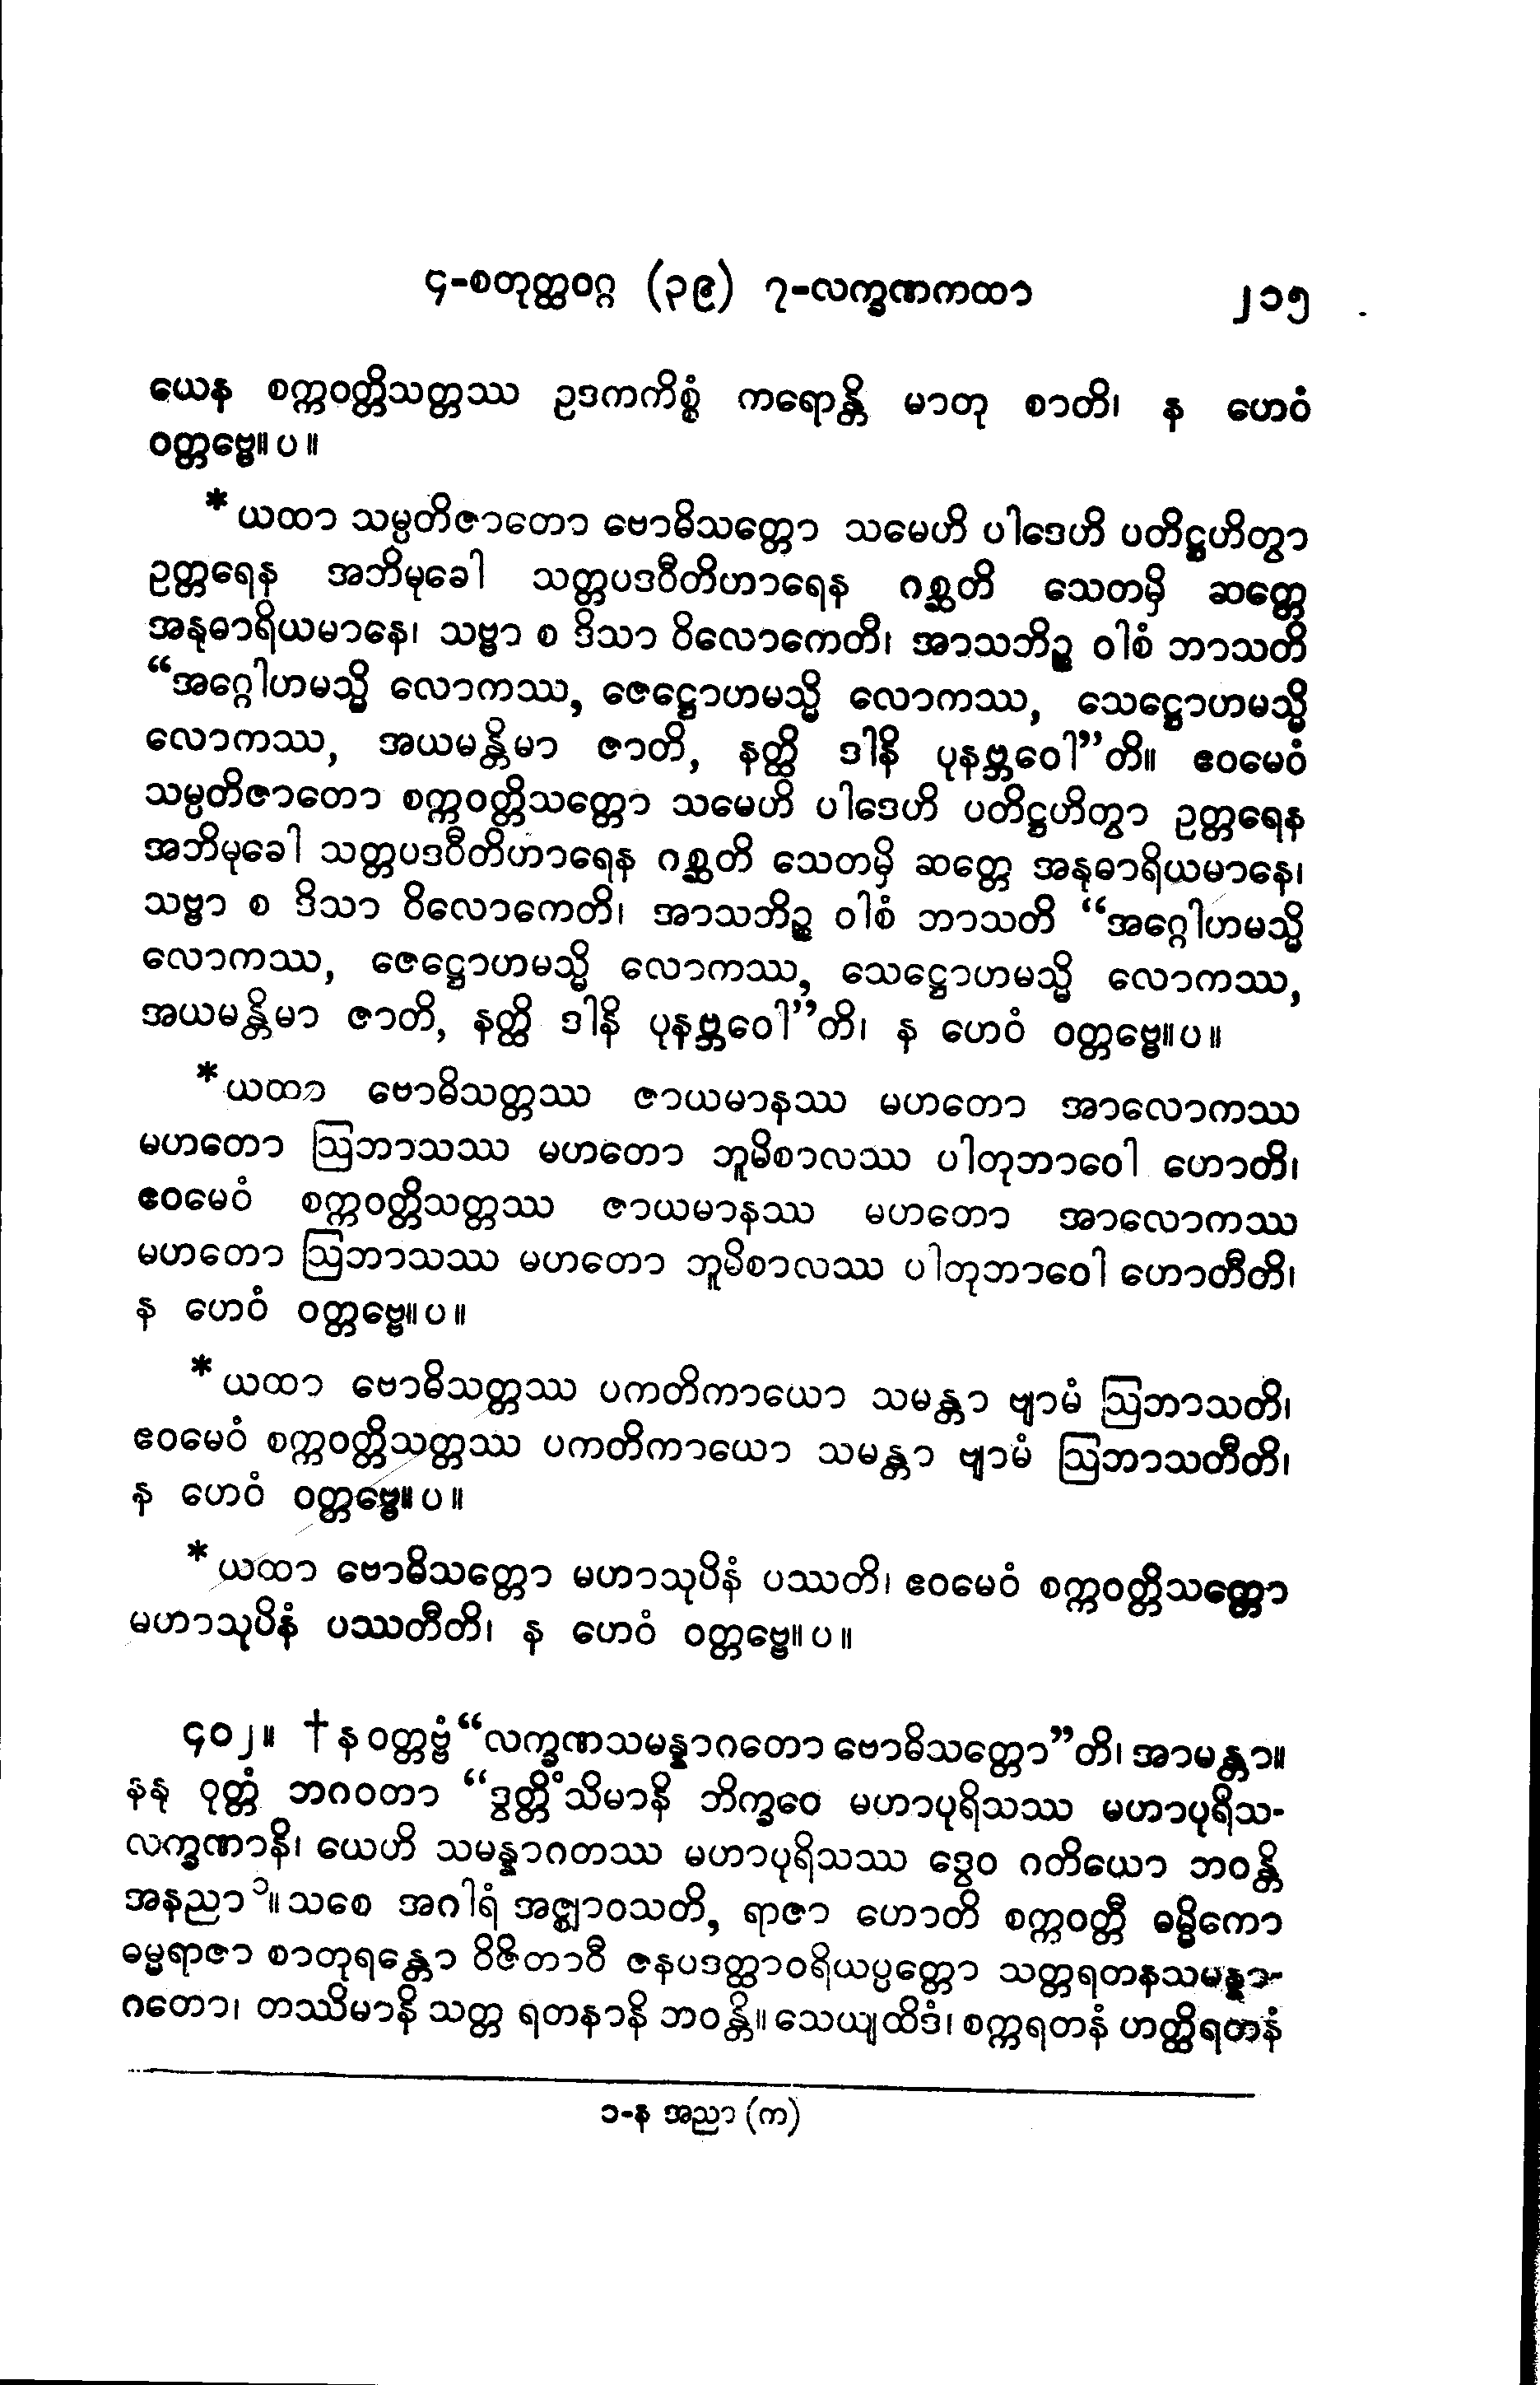 ၄-စတုတ္ထဝဂ္ဂ (၃၉) ၇-လက္ခဏကထာ ၂၁၅
ယေန စက္ကဝတ္တိသတ္တဿ ဥဒကကိစ္စံ ကရောန္တိ မာတု စာတိ၊ န ဟေဝံ
ဝတ္တဗ္ဗေ။ ပ ။
*ယထာ သမ္ပတိဇာတော ဗောဓိသတ္တော သမေဟိ ပါဒေဟိ ပတိဋ္ဌဟိတွာ
ဥတ္တရေန အဘိမုခေါ သတ္တပဒဝီတိဟာရေန ဂစ္ဆတိ သေတမှိ ဆတ္တေ
အနုဓာရိယမာနေ၊ သဗ္ဗာ စ ဒိသာ ဝိလောကေတိ၊ အာသဘိဉ္စ ဝါစံ ဘာသတိ
“အဂ္ဂေါဟမသ္မိ လောကဿ, ဇေဋ္ဌောဟမသ္မိ လောကဿ, သေဋ္ဌောဟမသ္မိ
လောကဿ, အယမန္တိမာ ဇာတိ, နတ္ထိ ဒါနိ ပုနဗ္ဘဝေါ”တိ။ ဧဝမေဝံ
သမ္ပတိဇာတော စက္ကဝတ္တိသတ္တော သမေဟိ ပါဒေဟိ ပတိဋ္ဌဟိတွာ ဥတ္တရေန
အဘိမုခေါ သတ္တပဒဝီတိဟာရေန ဂစ္ဆတိ သေတမှိ ဆတ္တေ အနုဓာရိယမာနေ၊
သဗ္ဗာ စ ဒိသာ ဝိလောကေတိ၊ အာသဘိဉ္စ ဝါစံ ဘာသတိ “အဂ္ဂေါဟမသ္မိ
လောကဿ, ဇေဋ္ဌောဟမသ္မိ လောကဿ, သေဋ္ဌောဟမသ္မိ လောကဿ,
အယမန္တိမာ ဇာတိ, နတ္ထိ ဒါနိ ပုနဗ္ဘဝေါ”တိ၊ န ဟေဝံ ဝတ္တဗ္ဗေ။ ပ ။
*ယထာ ဗောဓိသတ္တဿ ဇာယမာနဿ မဟတော အာလောကဿ
မဟတော ဩဘာသဿ မဟတော ဘူမိစာလဿ ပါတုဘာဝေါ ဟောတိ၊
ဧဝမေဝံ စက္ကဝတ္တိသတ္တဿ ဇာယမာနဿ မဟတော အာလောကဿ
မဟတော ဩဘာသဿ မဟတော ဘူမိစာလဿ ပါတုဘာဝေါ ဟောတီတိ၊
န ဟေဝံ ဝတ္တဗ္ဗေ။ ပ ။
*ယထာ ဗောဓိသတ္တဿ ပကတိကာယော သမန္တာ ဗျာမံ ဩဘာသတိ၊
ဧဝမေဝံ စက္ကဝတ္တိသတ္တဿ ပကတိကာယော သမန္တာ ဗျာမံ ဩဘာသတီတိ၊
န ဟေဝံ ဝတ္တဗ္ဗေ။ ပ ။
*ယထာ ဗောဓိသတ္တော မဟာသုပိနံ ပဿတိ၊ ဧဝမေဝံ စက္ကဝတ္တိသတ္တော
မဟာသုပိနံ ပဿတီတိ၊ န ဟေဝံ ဝတ္တဗ္ဗေ။ ပ ။
၄၀၂။ †န ဝတ္တဗ္ဗံ“လက္ခဏသမန္နာဂတော ဗောဓိသတ္တော”တိ၊ အာမန္တာ။
နနု ဝုတ္တံ ဘဂဝတာ “ဒွတ္တိံသိမာနိ ဘိက္ခဝေ မဟာပုရိသဿ မဟာပုရိသ-
လက္ခဏာနိ၊ ယေဟိ သမန္နာဂတဿ မဟာပုရိသဿ ဒွေဝ ဂတိယော ဘဝန္တိ
အနညာ၁။ သစေ အဂါရံ အဇ္ဈာဝသတိ, ရာဇာ ဟောတိ စက္ကဝတ္တီ ဓမ္မိကော
ဓမ္မရာဇာ စာတုရန္တော ဝိဇိတာဝီ ဇနပဒတ္ထာဝရိယပ္ပတ္တော သတ္တရတနသမန္နာ-
ဂတော၊ တဿိမာနိ သတ္တ ရတနာနိ ဘဝန္တိ။ သေယျထိဒံ၊ စက္ကရတနံ ဟတ္ထိရတနံ
၁-န အညာ (က)